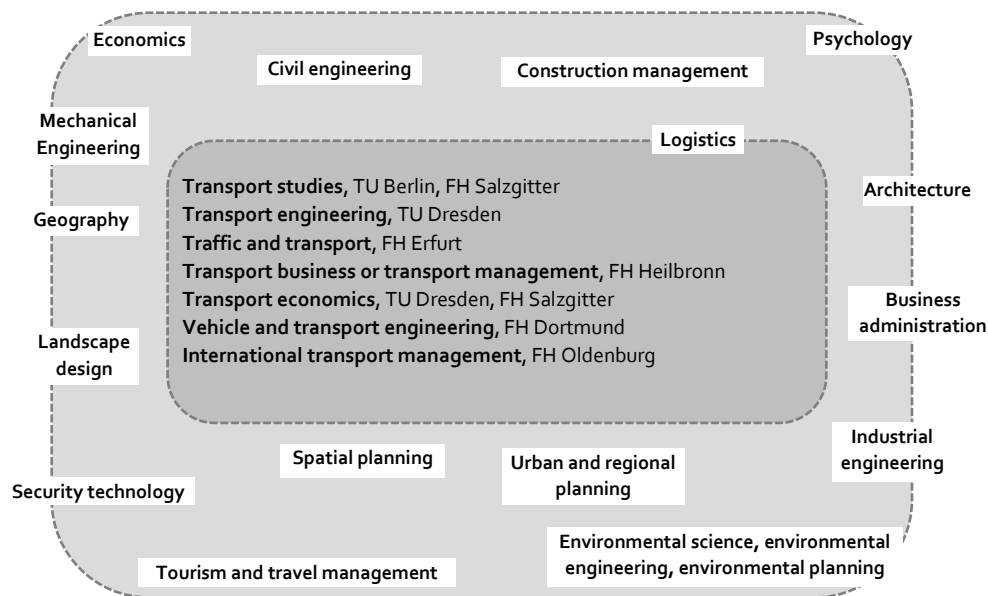 Economics
Psychology
Civil engineering
Construction management
Mechanical
Engineering
Logistics
Transport studies, TU Berlin, FH Salzgitter
Transport engineering, TU Dresden
Traffic and transport, FH Erfurt
Transport business or transport management, FH Heilbronn
Transport economics, TU Dresden, FH Salzgitter
Vehicle and transport engineering, FH Dortmund
International transport management, FH Oldenburg
Architecture
Geography
Business
administration
Landscape
design
Industrial
engineering
Spatial planning
Urban and regional
planning
Security technology
Environmental science, environmental
engineering, environmental planning
Tourism and travel management